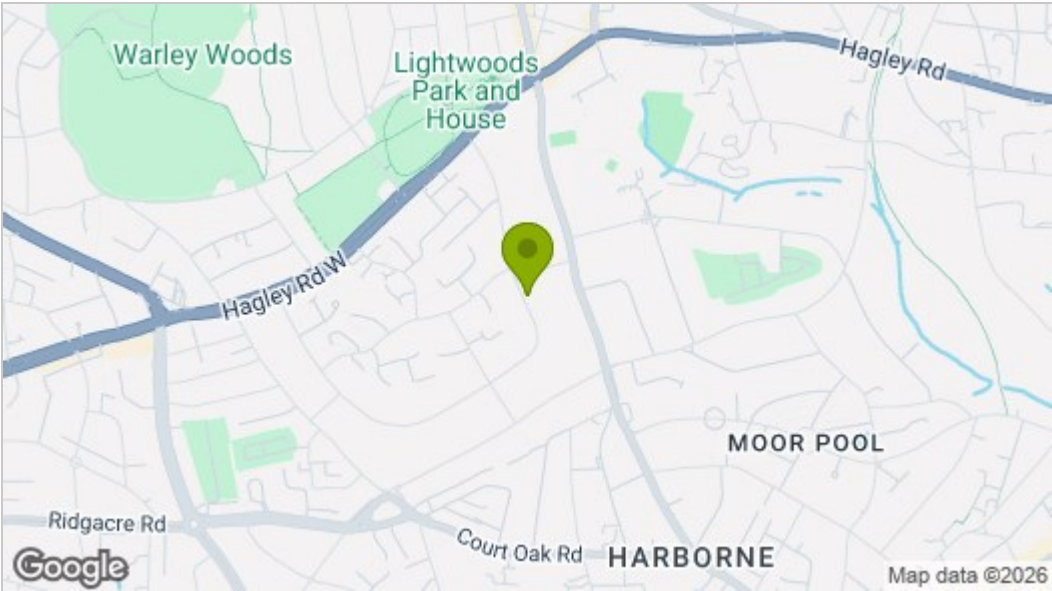 Warley Woods
Lightwoods
Park and
House
Hagley Rd
Hagley Rd W
MOOR POOL
Ridgacre Rd
Court Oak Rd
HARBORNE
Google
Map data ©2026